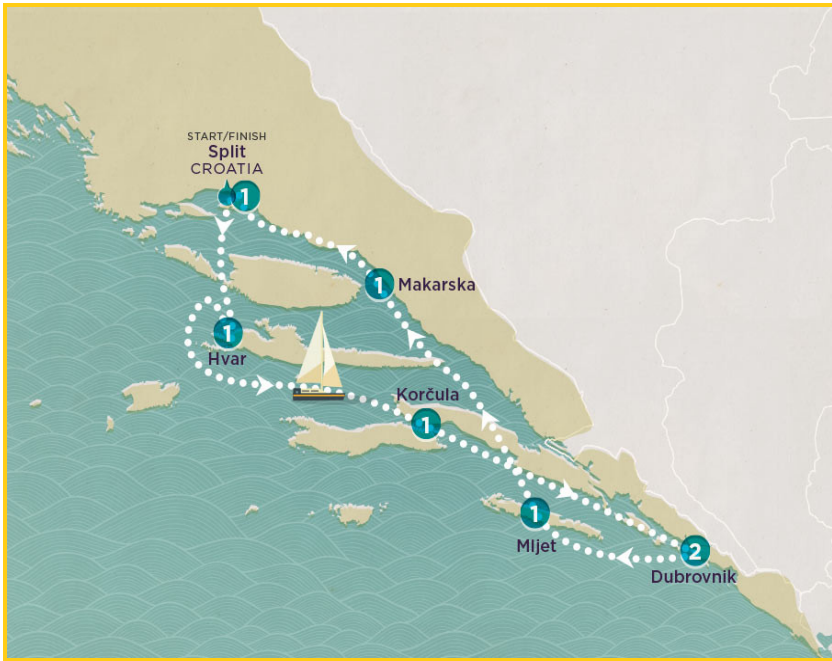 START/FINISH
Split
CROATIA
1
1
Makarska
1
Hvar
Korčula
1
1
Mljet
2
Dubrovnik